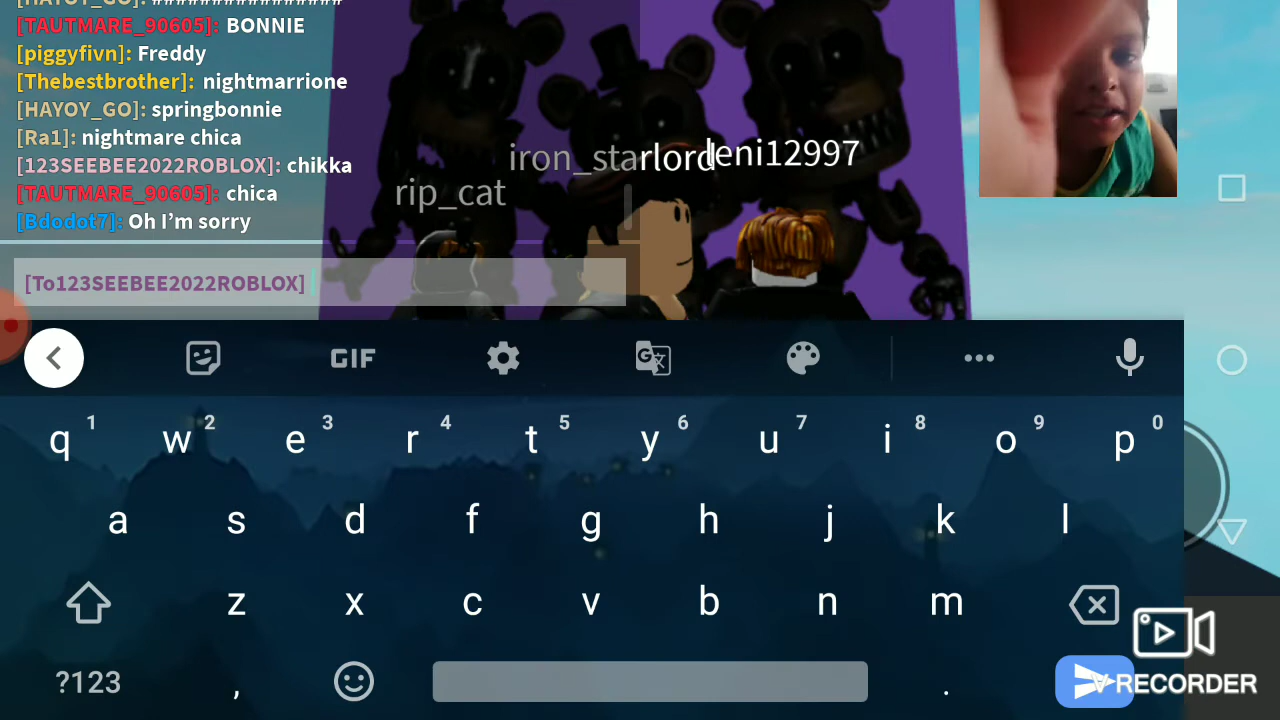 [HAYOY_GO]: ################
[TAUTMARE_90605]: BONNIE
[piggyfivn]: Freddy
[Thebestbrother]: nightmarrione
[HAYOY_GO]: springbonnie
[Ra1]: nightmare chica
[123SEEBEE2022ROBLOX]: chikka
[TAUTMARE_90605]: chica
[Bdodot7]: Oh I'm sorry
iron_starlord
leni12997
rip_cat
[To123SEEBEE2022ROBLOX]
GIF
q 1 w 2 e 3 r 4 t 5 y 6 u 7 i 8 o 9 p 0
a s d f g h j k l
z x c v b n m
?123 , .
V RECORDER